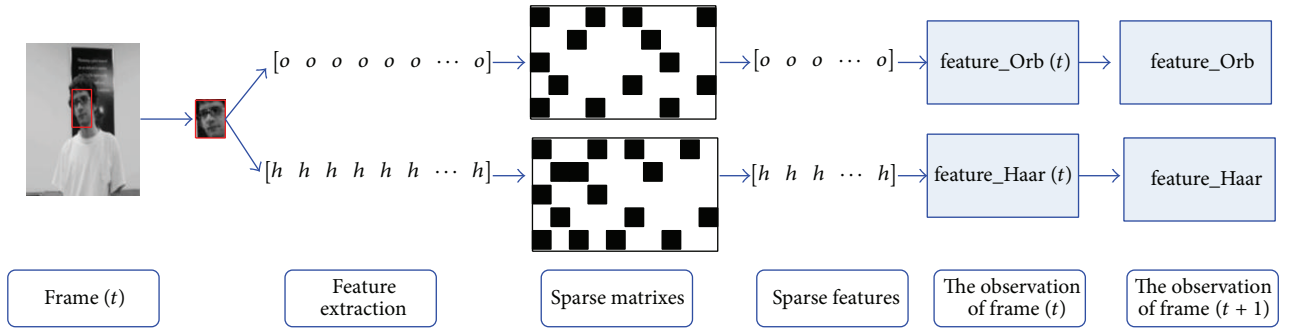 [o o o o o o ··· o]
[o o o ··· o]
feature_Orb (t)
feature_Orb
[h h h h h h ··· h]
[h h h ··· h]
feature_Haar (t)
feature_Haar
Frame (t)
Feature
extraction
Sparse matrixes
Sparse features
The observation
of frame (t)
The observation
of frame (t + 1)